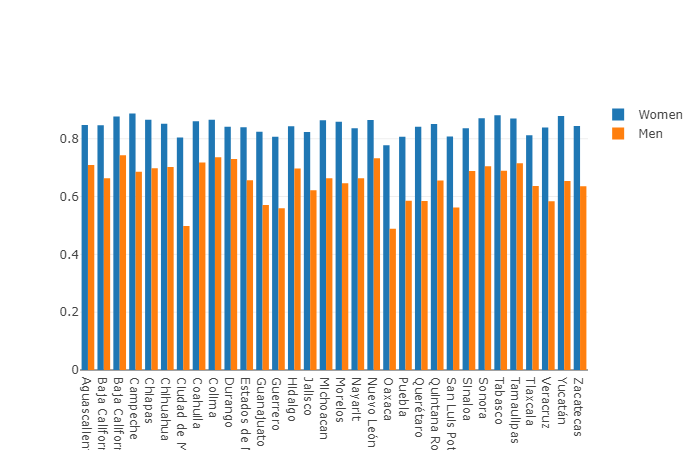 Women
Men
0.8
0.6
0.4
0.2
0
Aguascalien
Baja Califor
Baja Califor
Campeche
Chiapas
Chihuahua
Ciudad de M
Coahuila
Colima
Durango
Estados de M
Guanajuato
Guerrero
Hidalgo
Jalisco
Michoacan
Morelos
Nayarit
Nuevo León
Oaxaca
Puebla
Querétaro
Quintana Ro
San Luis Pot
Sinaloa
Sonora
Tabasco
Tamaulipas
Tlaxcala
Veracruz
Yucatán
Zacatecas